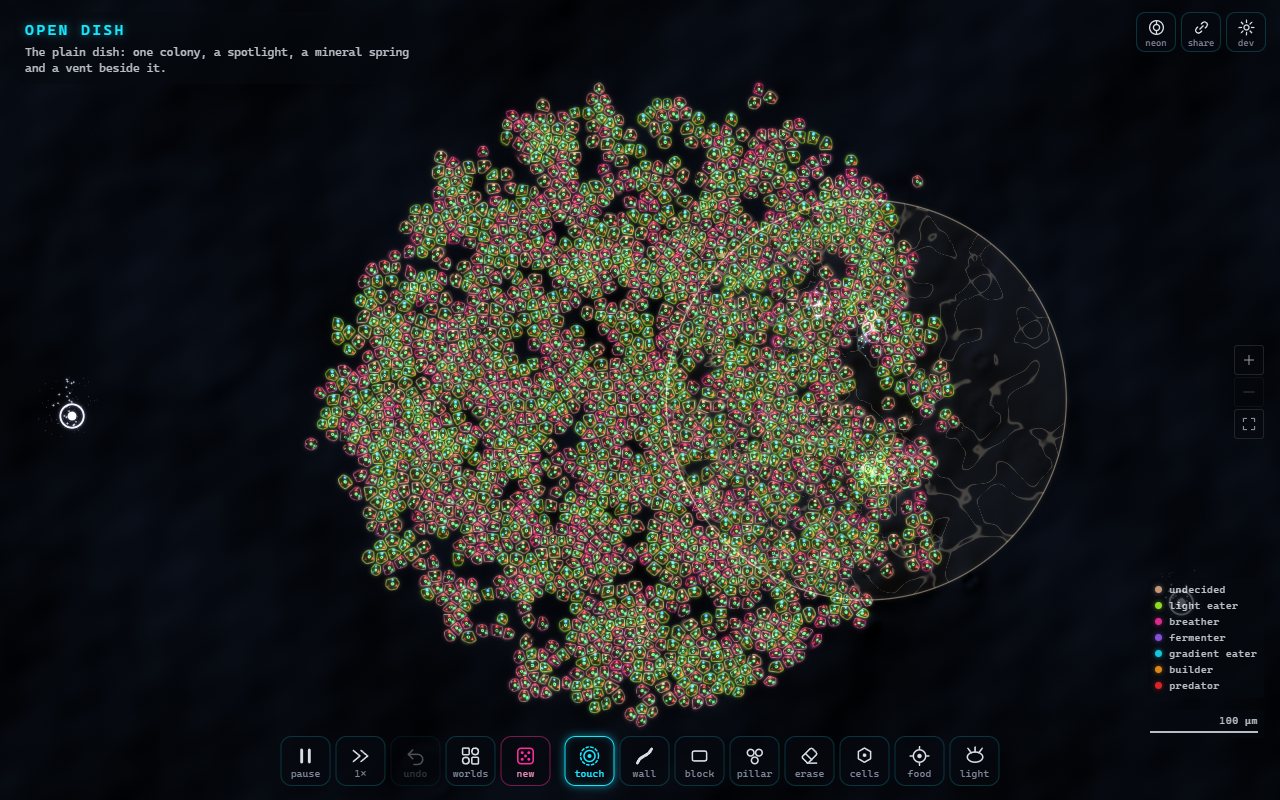 OPEN DISH
The plain dish: one colony, a spotlight, a mineral spring
and a vent beside it.
neon
share
dev
undecided
light eater
breather
fermenter
gradient eater
builder
predator
100 µm
pause
1×
undo
worlds
new
touch
wall
block
pillar
erase
cells
food
light